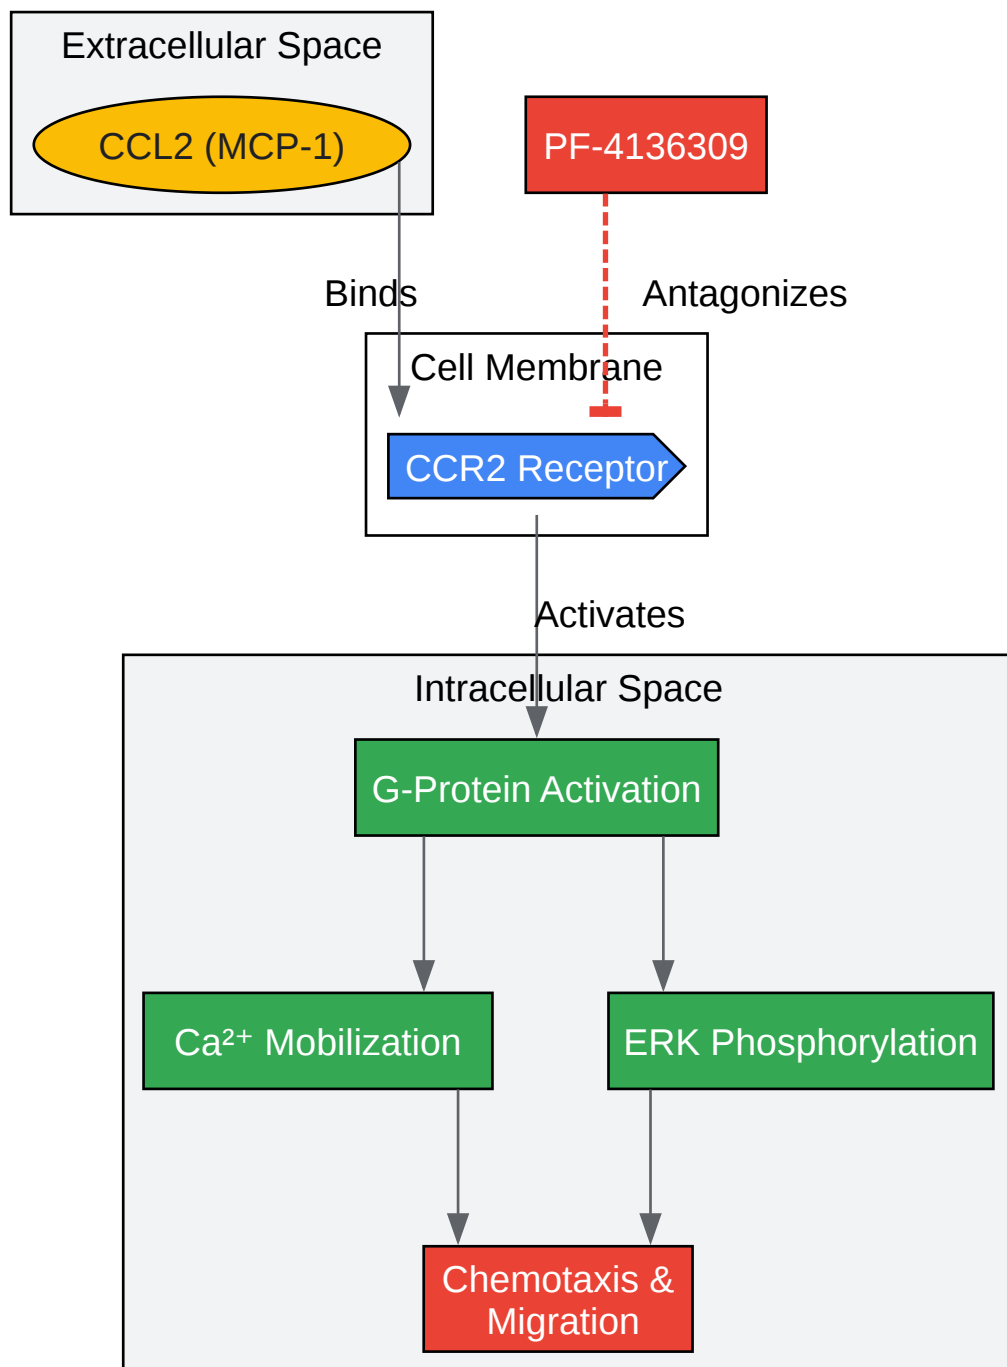 Extracellular Space
CCL2 (MCP-1)
PF-4136309
Binds
Antagonizes
Cell Membrane
CCR2 Receptor
Activates
Intracellular Space
G-Protein Activation
Ca²⁺ Mobilization
ERK Phosphorylation
Chemotaxis &
Migration